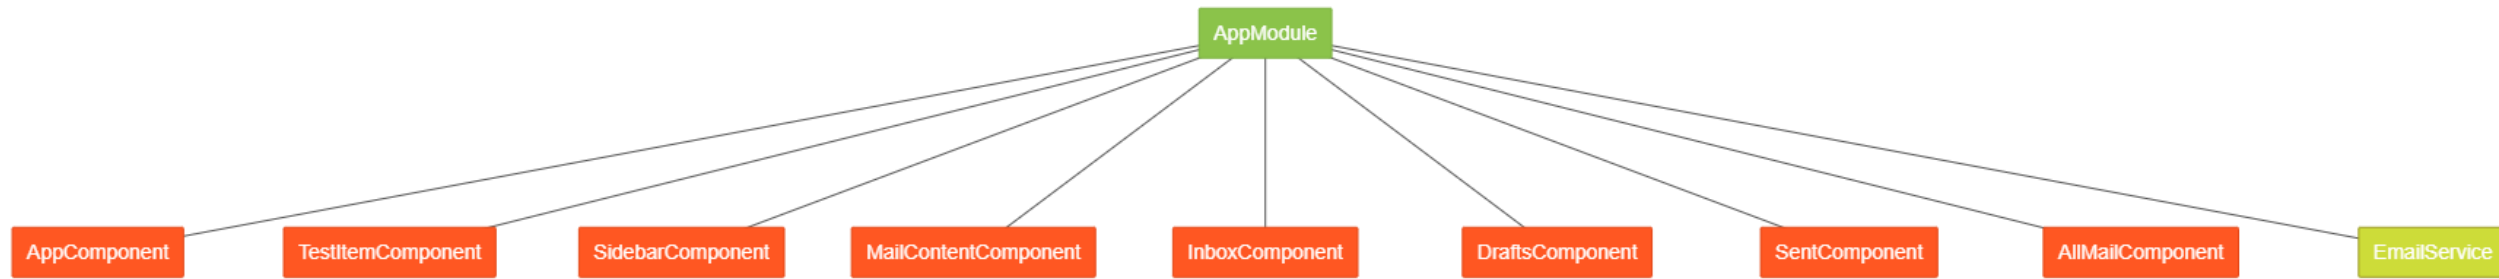 AppModule
AppComponent
TestItemComponent
SidebarComponent
MailContentComponent
InboxComponent
DraftsComponent
SentComponent
AllMailComponent
EmailService